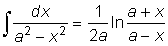 ∫ dx / (a² − x²) = 1/(2a) ln (a + x)/(a − x)